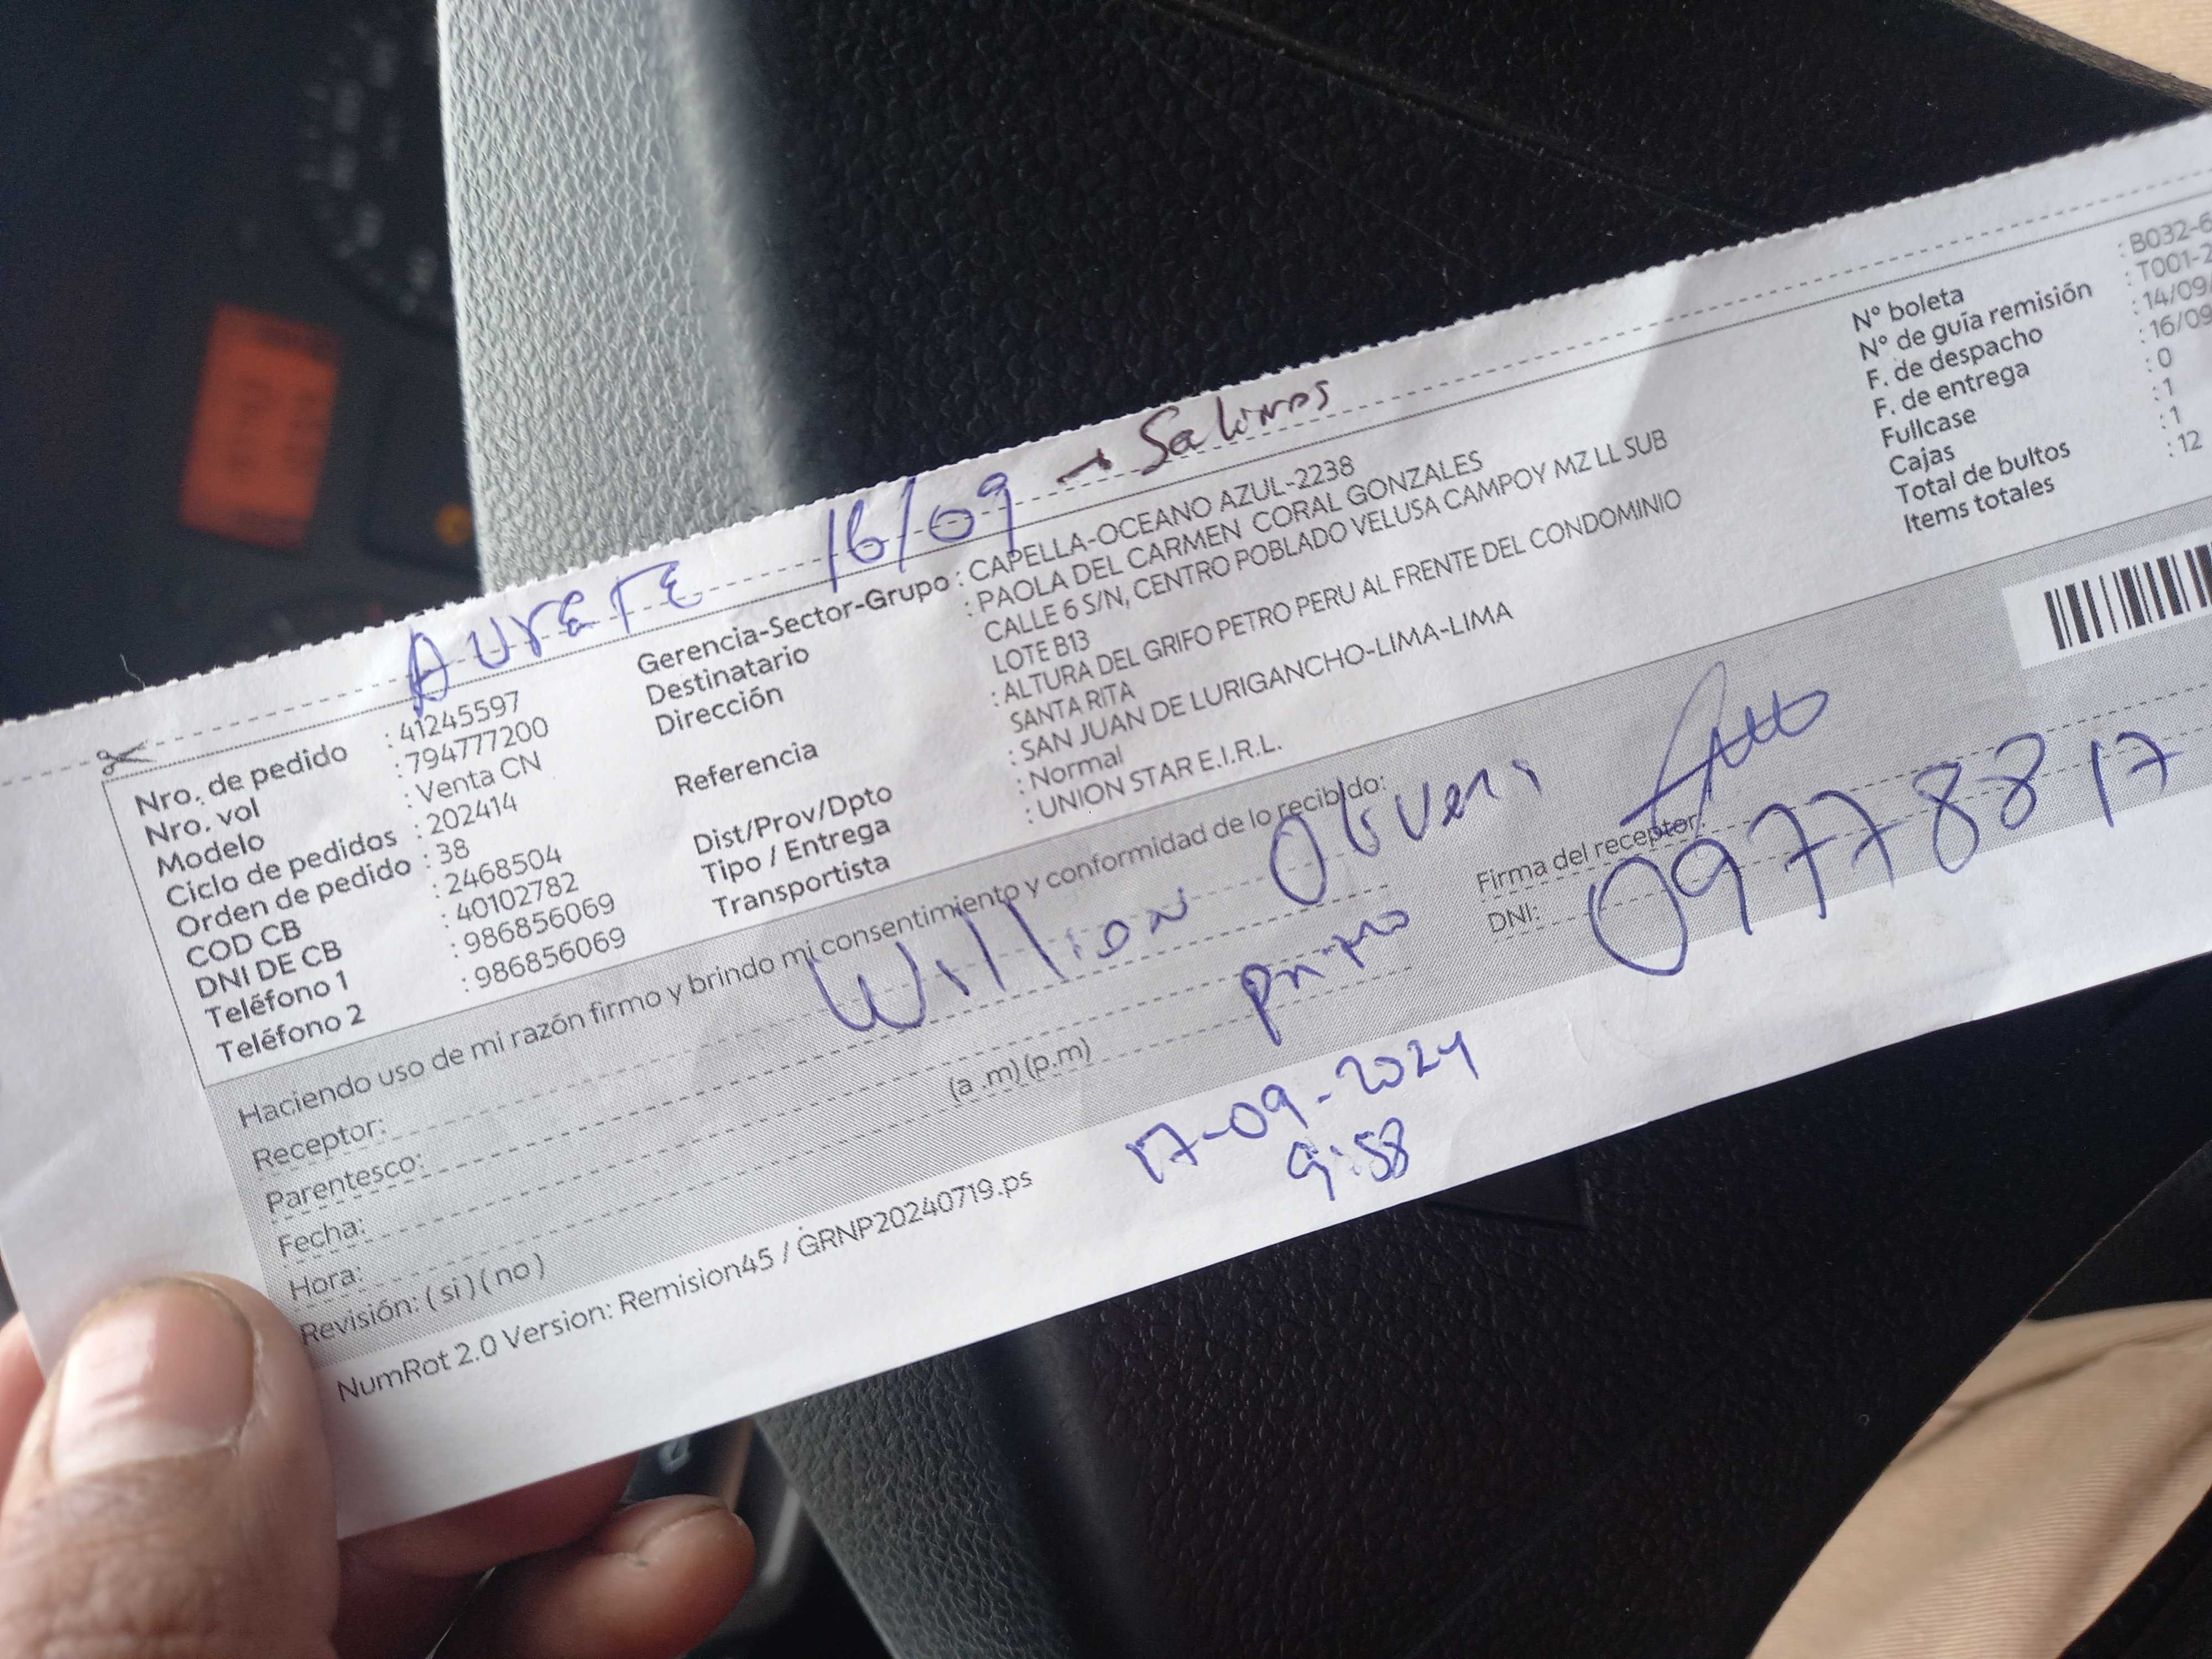 AUSENTE 16/09 → Salinas
Nro. de pedido : 41245597
Nro. vol : 794777200
Modelo : Venta CN
Ciclo de pedidos : 202414
Orden de pedido : 38
COD CB : 2468504
DNI DE CB : 40102782
Teléfono 1 : 986856069
Teléfono 2 : 986856069
Gerencia-Sector-Grupo : CAPELLA-OCEANO AZUL-2238
Destinatario : PAOLA DEL CARMEN CORAL GONZALES
Dirección CALLE 6 S/N, CENTRO POBLADO VELUSA CAMPOY MZ LL SUB
LOTE B13
Referencia : ALTURA DEL GRIFO PETRO PERU AL FRENTE DEL CONDOMINIO
SANTA RITA
Dist/Prov/Dpto : SAN JUAN DE LURIGANCHO-LIMA-LIMA
Tipo / Entrega : Normal
Transportista : UNION STAR E.I.R.L.
N° boleta : B032-6
N° de guía remisión : T001-2
F. de despacho : 14/09/
F. de entrega : 16/09
Fullcase : 0
Cajas : 1
Total de bultos : 1
Items totales : 12
Haciendo uso de mi razón firmo y brindo mi consentimiento y conformidad de lo recibido:
Receptor: Willian Oliveri
Parentesco: primo
Fecha:
Hora: (a .m) (p.m)
Revisión: ( si ) ( no )
Firma del receptor:
DNI: 09778817
17-09-2024
9:58
NumRot 2.0 Version: Remision45 / GRNP20240719.ps